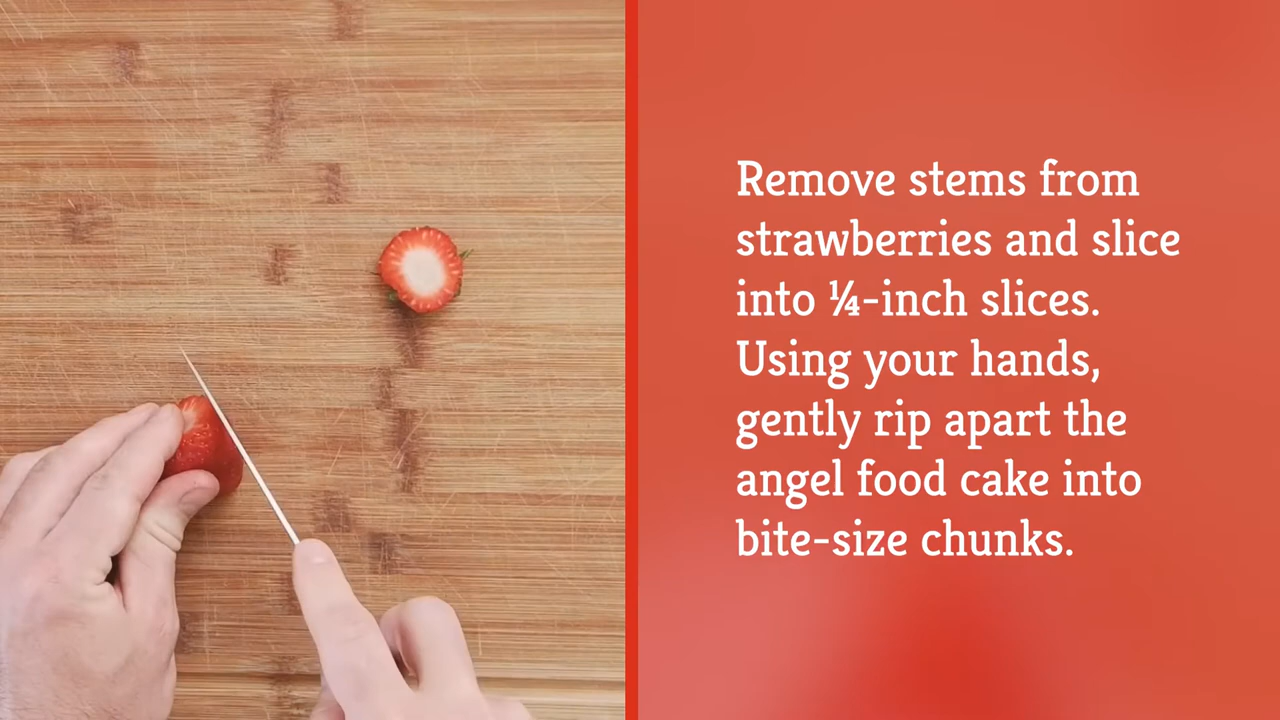 Remove stems from
strawberries and slice
into ¼-inch slices.
Using your hands,
gently rip apart the
angel food cake into
bite-size chunks.